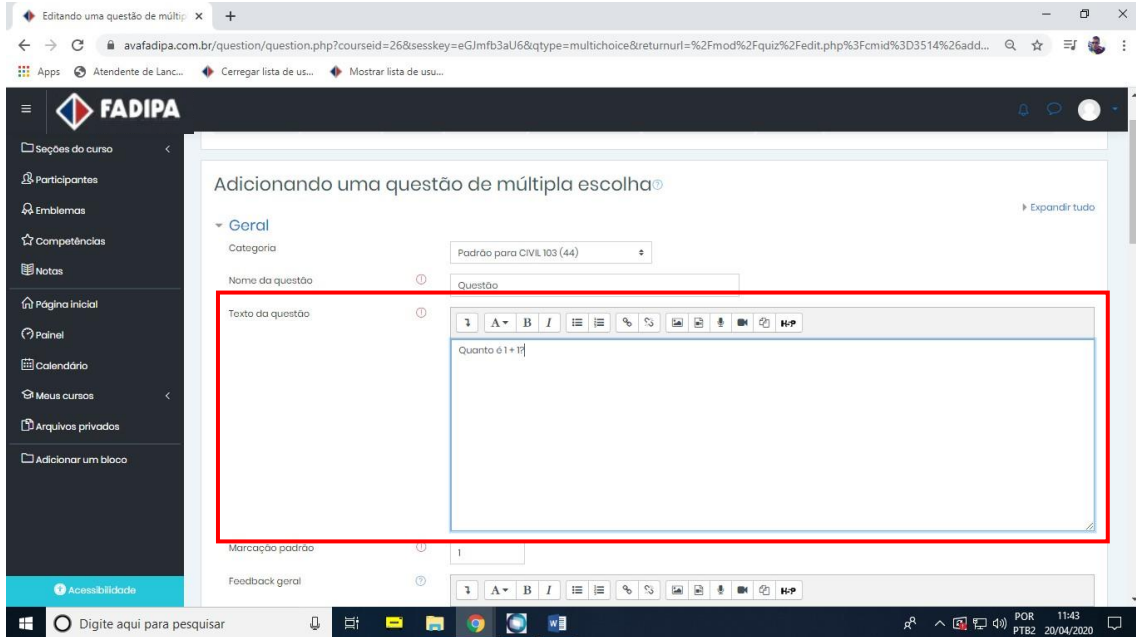 Editando uma questão de múltip
avafadipa.com.br/question/question.php?courseid=26&sesskey=eGJmfb3aU6&qtype=multichoice&returnurl=%2Fmod%2Fquiz%2Fedit.php%3Fcmid%3D3514%26add...
Apps Atendente de Lanc... Cerregar lista de us... Mostrar lista de usu...
FADIPA
Seções do curso
Participantes
Emblemas
Competências
Notas
Página inicial
Painel
Calendário
Meus cursos
Arquivos privados
Adicionar um bloco
Acessibilidade
Adicionando uma questão de múltipla escolha
Expandir tudo
Geral
Categoria Padrão para CIVIL 103 (44)
Nome da questão Questão
Texto da questão
A B I H-P
Quanto é 1 + 1?
Marcação padrão 1
Feedback geral
A B I H-P
Digite aqui para pesquisar
POR 11:43
PTB2 20/04/2020